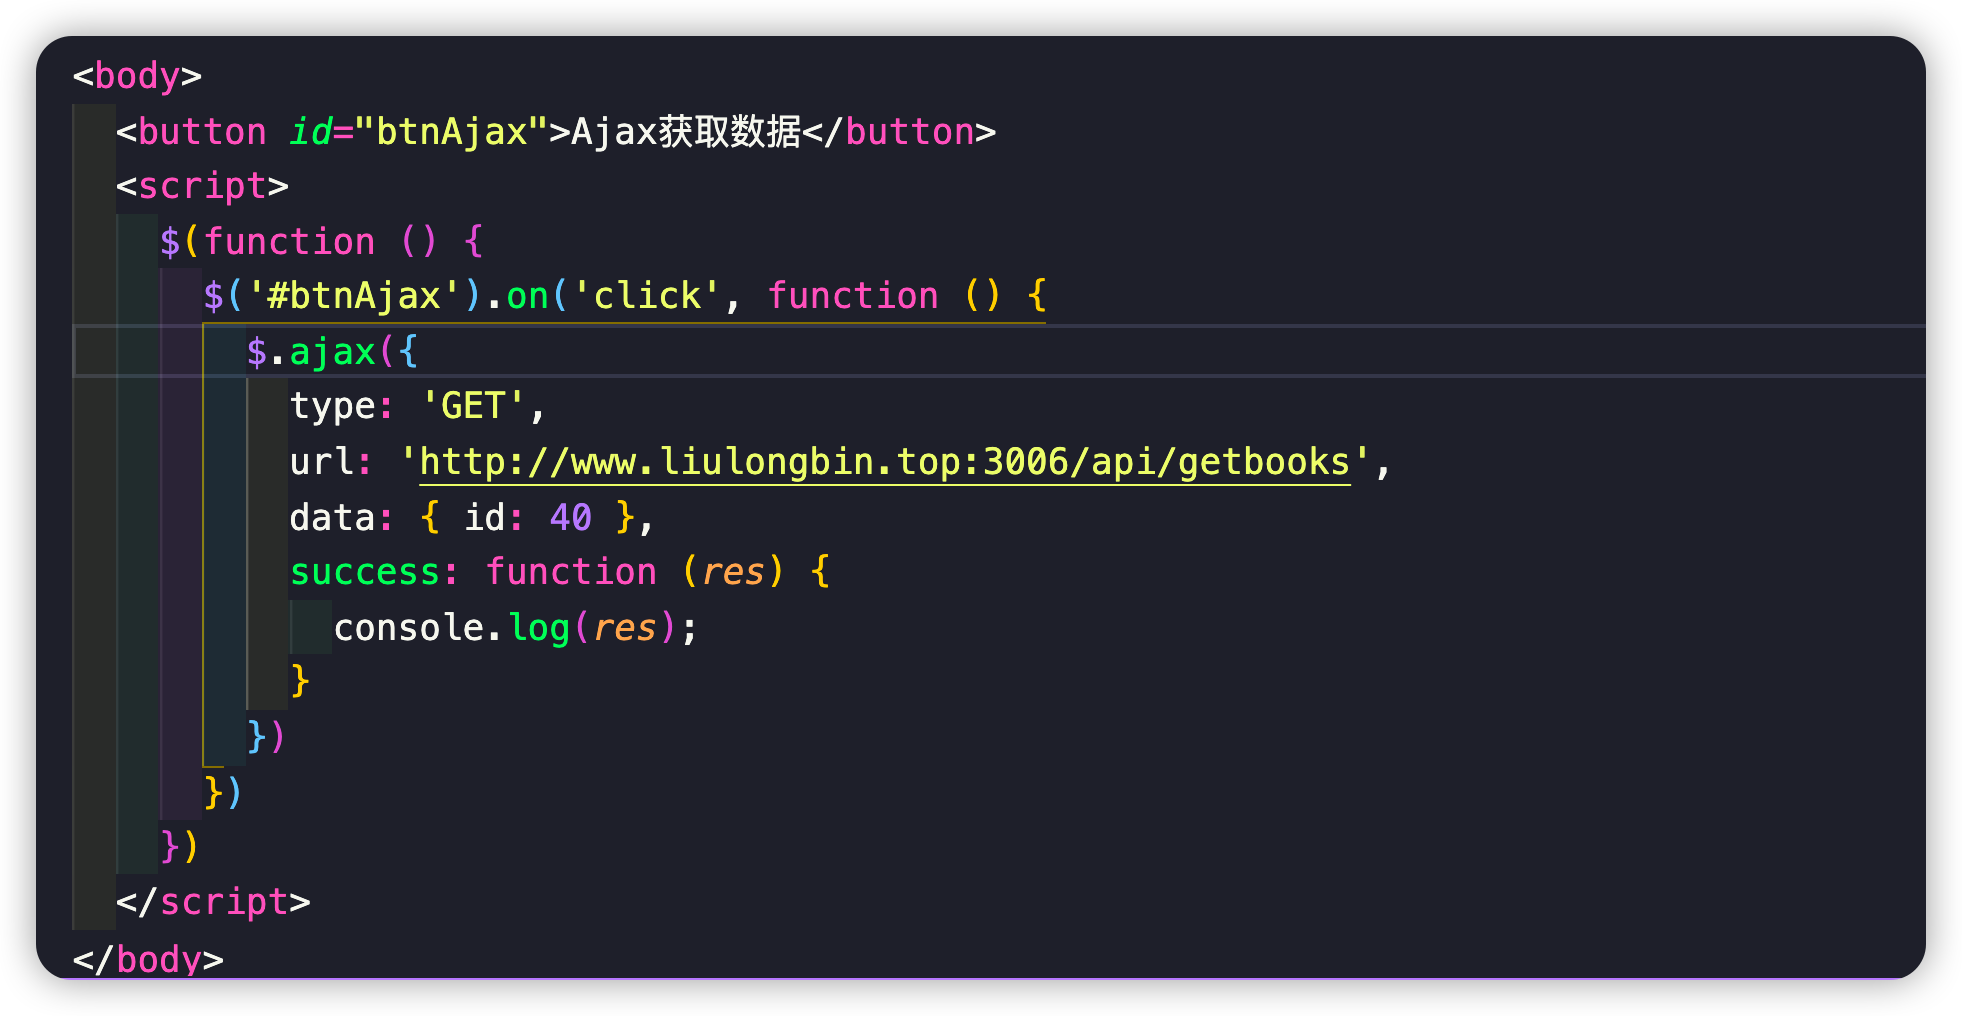 <body>
  <button id="btnAjax">Ajax获取数据</button>
  <script>
    $(function () {
      $('#btnAjax').on('click', function () {
        $.ajax({
          type: 'GET',
          url: 'http://www.liulongbin.top:3006/api/getbooks',
          data: { id: 40 },
          success: function (res) {
            console.log(res);
          }
        })
      })
    })
  </script>
</body>